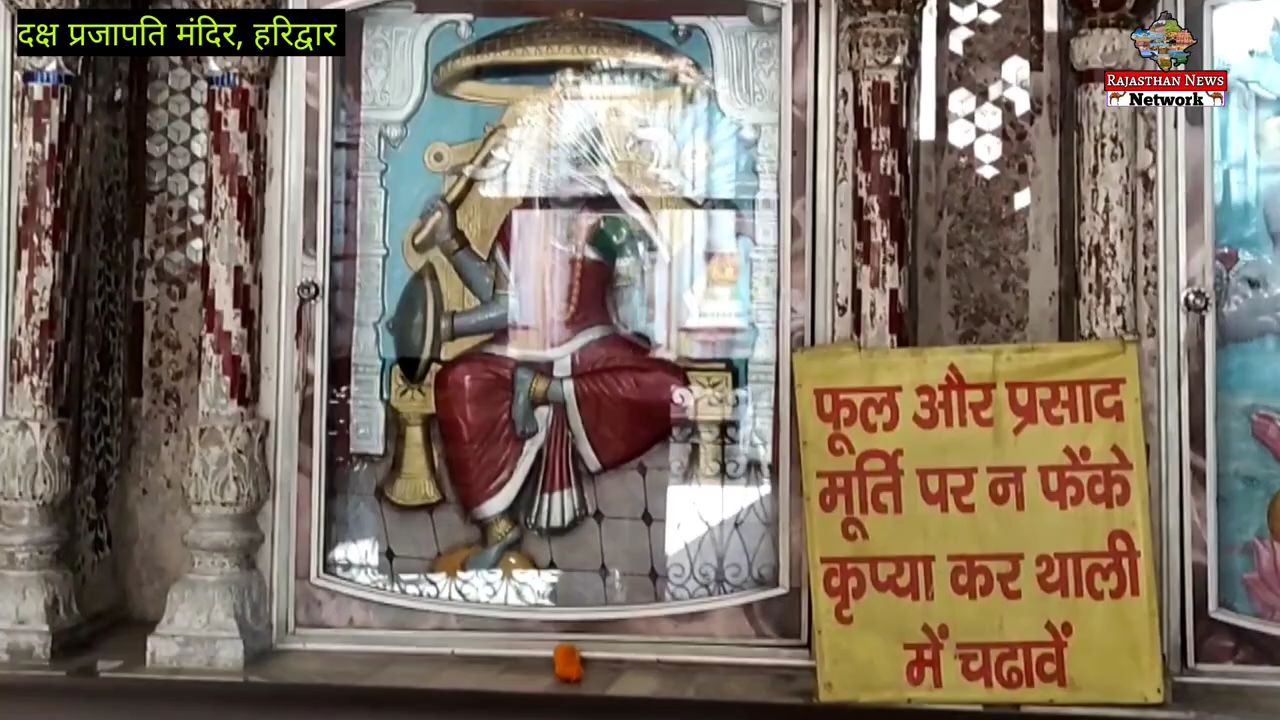 दक्ष प्रजापति मंदिर, हरिद्वार
RAJASTHAN NEWS
Network
फूल और प्रसाद
मूर्ति पर न फेंके
कृप्या कर थाली
में चढावें